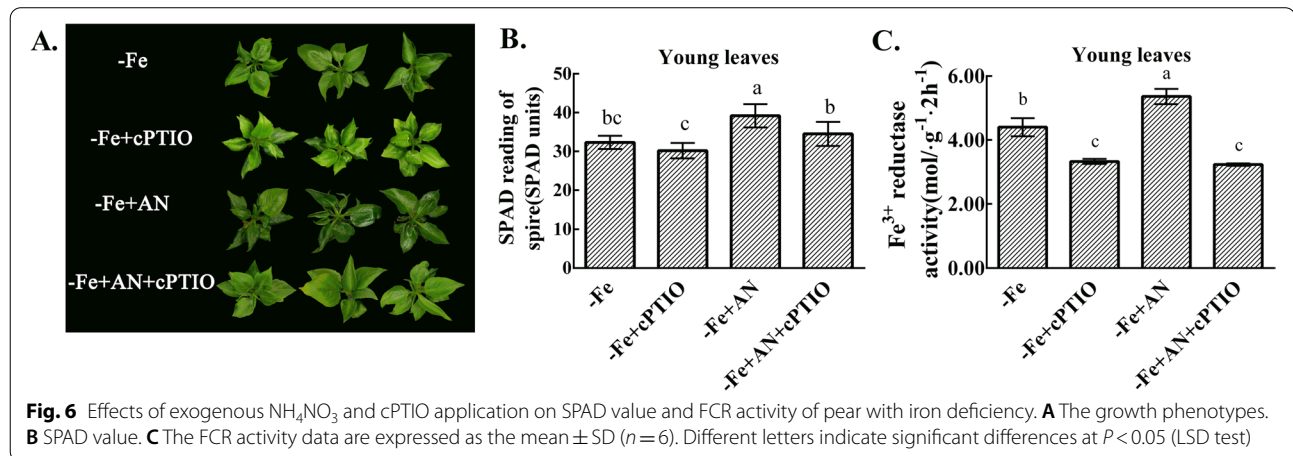 A.
-Fe
-Fe+cPTIO
-Fe+AN
-Fe+AN+cPTIO
B.
Young leaves
SPAD reading of
spire(SPAD units)
50
40
30
20
10
0
bc
c
a
b
-Fe
-Fe+cPTIO
-Fe+AN
-Fe+AN+cPTIO
C.
Young leaves
Fe³⁺ reductase
activity(mol/·g⁻¹·2h⁻¹)
6.00
4.00
2.00
0.00
b
c
a
c
-Fe
-Fe+cPTIO
-Fe+AN
-Fe+AN+cPTIO
Fig. 6 Effects of exogenous NH₄NO₃ and cPTIO application on SPAD value and FCR activity of pear with iron deficiency. A The growth phenotypes.
B SPAD value. C The FCR activity data are expressed as the mean ± SD (n = 6). Different letters indicate significant differences at P < 0.05 (LSD test)